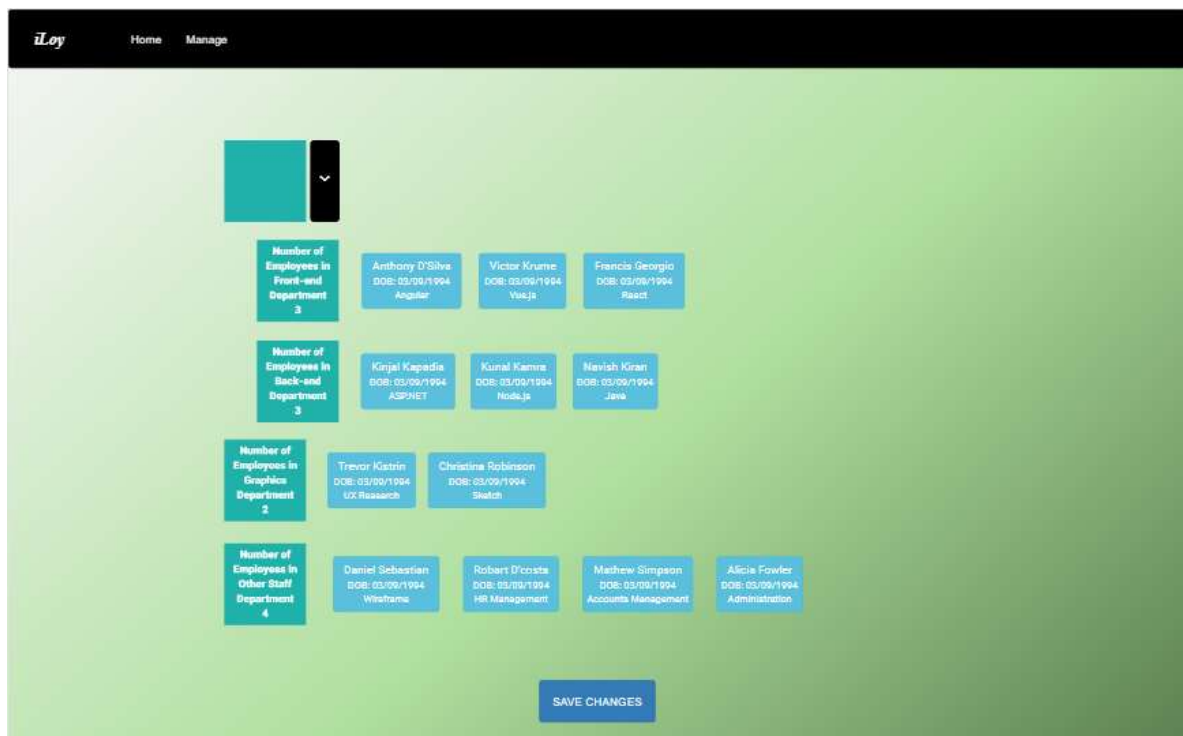 iLoy
Home Manage
Number of
Employees in
Front-end
Department
3
Anthony D'Silva
DOB: 03/09/1994
Angular
Victor Krume
DOB: 03/09/1994
Vue.js
Francis Georgio
DOB: 03/09/1994
React
Number of
Employees in
Back-end
Department
3
Kinjal Kapadia
DOB: 03/09/1994
ASP.NET
Kunal Kamra
DOB: 03/09/1994
Node.js
Navish Kiran
DOB: 03/09/1994
Java
Number of
Employees in
Graphics
Department
2
Trevor Kistrin
DOB: 03/09/1994
UX Research
Christina Robinson
DOB: 03/09/1994
Sketch
Number of
Employees in
Other Staff
Department
4
Daniel Sebastian
DOB: 03/09/1994
Wireframe
Robart D'costa
DOB: 03/09/1994
HR Management
Mathew Simpson
DOB: 03/09/1994
Accounts Management
Alicia Fowler
DOB: 03/09/1994
Administration
SAVE CHANGES